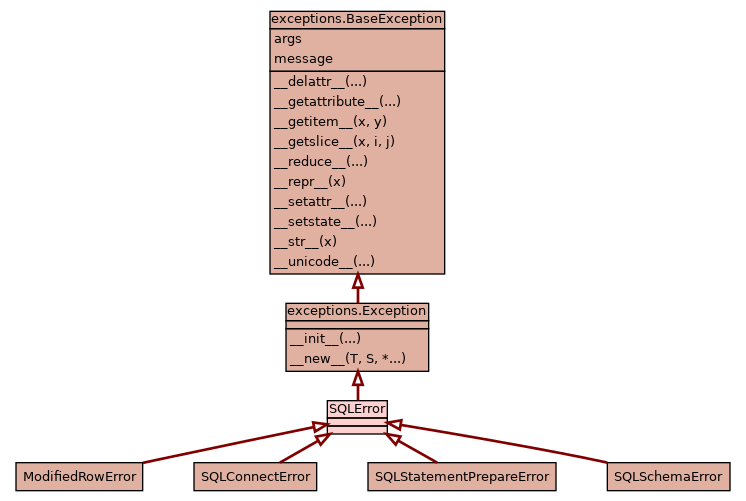 exceptions.BaseException
args
message
__delattr__(...)
__getattribute__(...)
__getitem__(x, y)
__getslice__(x, i, j)
__reduce__(...)
__repr__(x)
__setattr__(...)
__setstate__(...)
__str__(x)
__unicode__(...)
exceptions.Exception
__init__(...)
__new__(T, S, *...)
SQLError
ModifiedRowError
SQLConnectError
SQLStatementPrepareError
SQLSchemaError